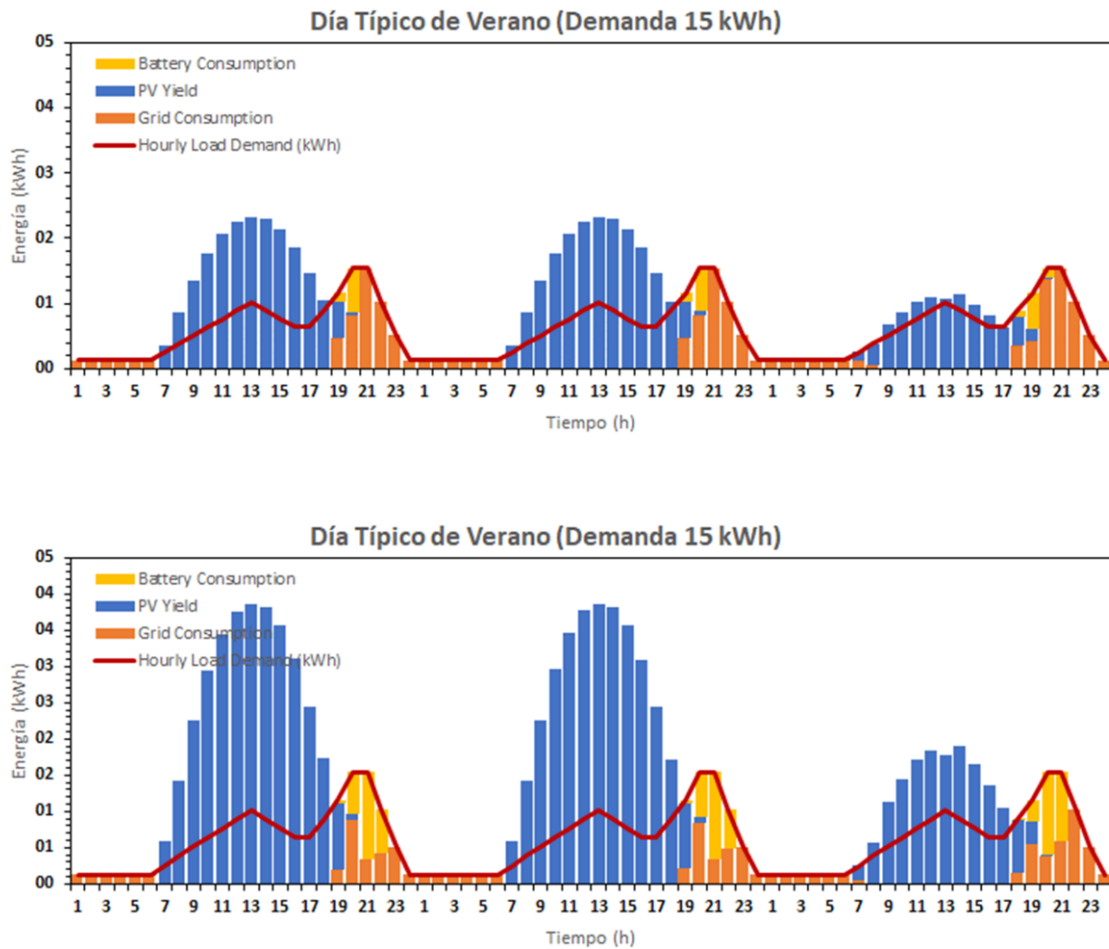 Día Típico de Verano (Demanda 15 kWh)
05
Battery Consumption
PV Yield
04
Grid Consumption
Hourly Load Demand (kWh)
03
Energía (kWh)
02
01
00
1 3 5 7 9 11 13 15 17 19 21 23 1 3 5 7 9 11 13 15 17 19 21 23 1 3 5 7 9 11 13 15 17 19 21 23
Tiempo (h)
Día Típico de Verano (Demanda 15 kWh)
05
Battery Consumption
04
PV Yield
04
Grid Consumption
Hourly Load Demand (kWh)
03
03
Energía (kWh)
02
02
01
01
00
1 3 5 7 9 11 13 15 17 19 21 23 1 3 5 7 9 11 13 15 17 19 21 23 1 3 5 7 9 11 13 15 17 19 21 23
Tiempo (h)